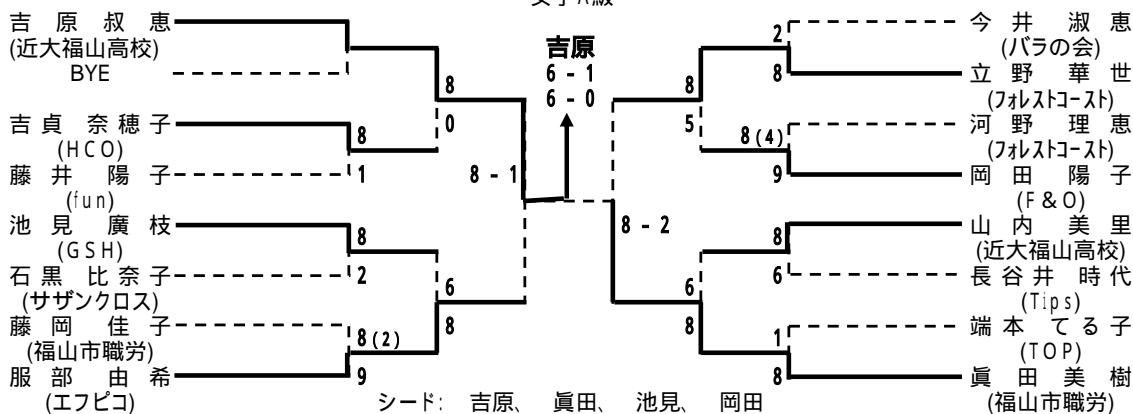 女子A級
吉原叔恵
(近大福山高校)
BYE
吉貞奈穂子
(HCO)
藤井陽子
(fun)
池見廣枝
(GSH)
石黒比奈子
(サザンクロス)
藤岡佳子
(福山市職労)
服部由希
(エフピコ)
8
0
8
1
8
2
6
8
8(2)
9
8 - 1
吉原
6 - 1
6 - 0
8 - 2
2
8
8
5
8(4)
9
8
6
6
8
1
8
今井淑恵
(バラの会)
立野華世
(フォレストコースト)
河野理恵
(フォレストコースト)
岡田陽子
(F&O)
山内美里
(近大福山高校)
長谷井時代
(Tips)
端本てる子
(TOP)
眞田美樹
(福山市職労)
シード: 吉原、 眞田、 池見、 岡田